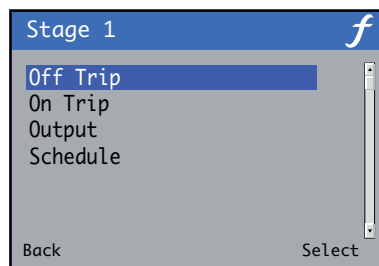 Stage 1 f
Off Trip
On Trip
Output
Schedule
Back Select